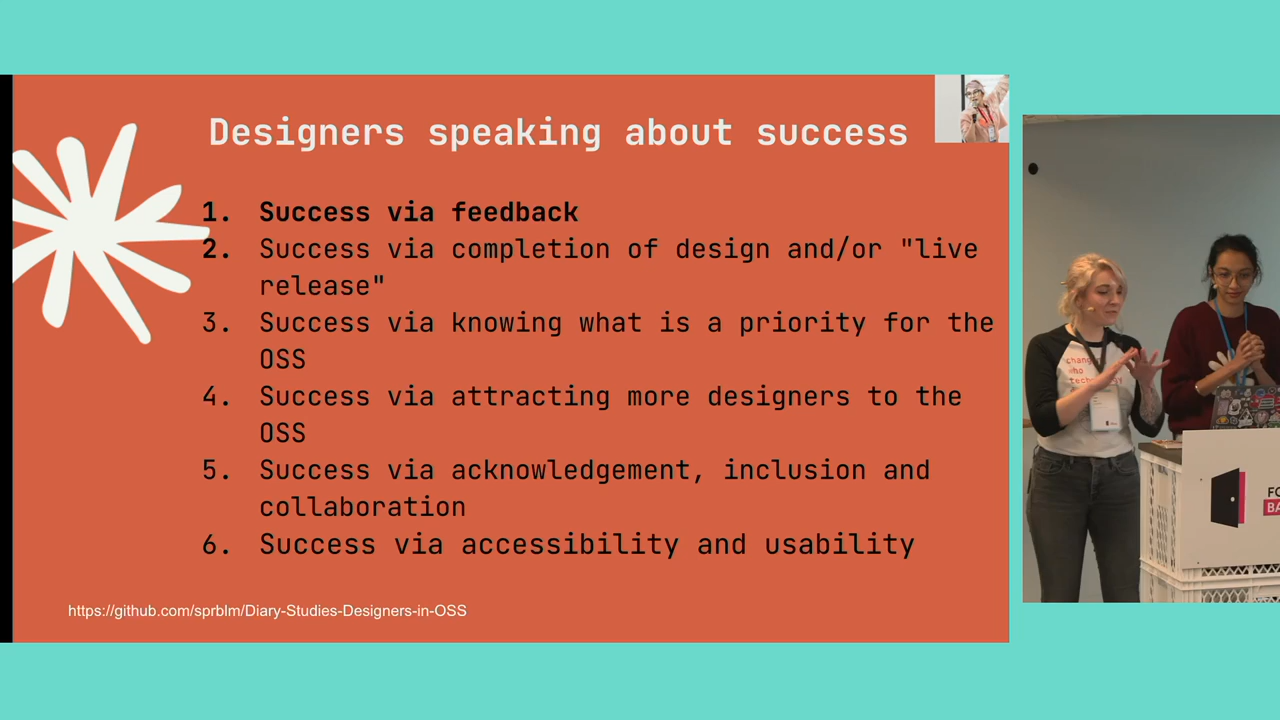 Designers speaking about success
1. Success via feedback
2. Success via completion of design and/or "live
release"
3. Success via knowing what is a priority for the
OSS
4. Success via attracting more designers to the
OSS
5. Success via acknowledgement, inclusion and
collaboration
6. Success via accessibility and usability
https://github.com/sprblm/Diary-Studies-Designers-in-OSS
FO
BA